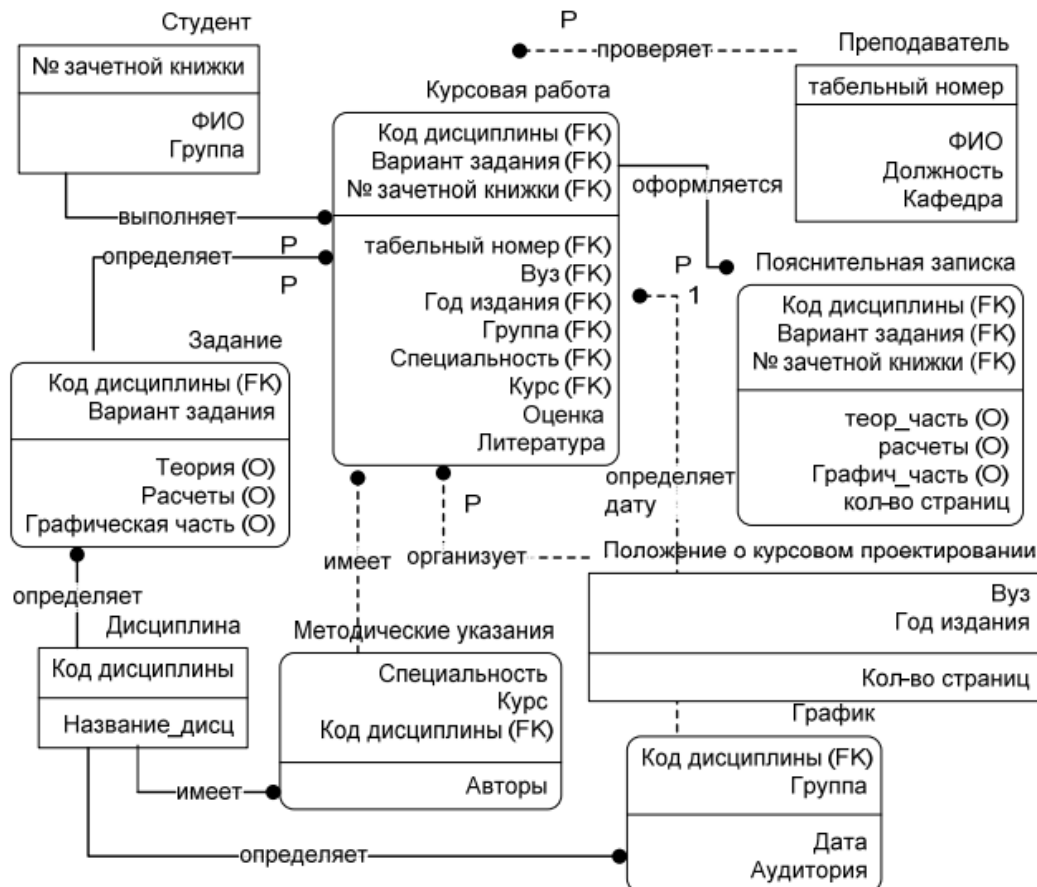 Студент
№ зачетной книжки
ФИО
Группа
P
проверяет
Преподаватель
табельный номер
ФИО
Должность
Кафедра
Курсовая работа
Код дисциплины (FK)
Вариант задания (FK)
№ зачетной книжки (FK)
табельный номер (FK)
Вуз (FK)
Год издания (FK)
Группа (FK)
Специальность (FK)
Курс (FK)
Оценка
Литература
выполняет
определяет
P
P
оформляется
P
1
Пояснительная записка
Код дисциплины (FK)
Вариант задания (FK)
№ зачетной книжки (FK)
теор_часть (O)
расчеты (O)
Графич_часть (O)
кол-во страниц
Задание
Код дисциплины (FK)
Вариант задания
Теория (O)
Расчеты (O)
Графическая часть (O)
определяет
дату
P
имеет
организует
Положение о курсовом проектировании
Вуз
Год издания
Кол-во страниц
определяет
Дисциплина
Код дисциплины
Название_дисц
Методические указания
Специальность
Курс
Код дисциплины (FK)
Авторы
имеет
График
Код дисциплины (FK)
Группа
Дата
Аудитория
определяет